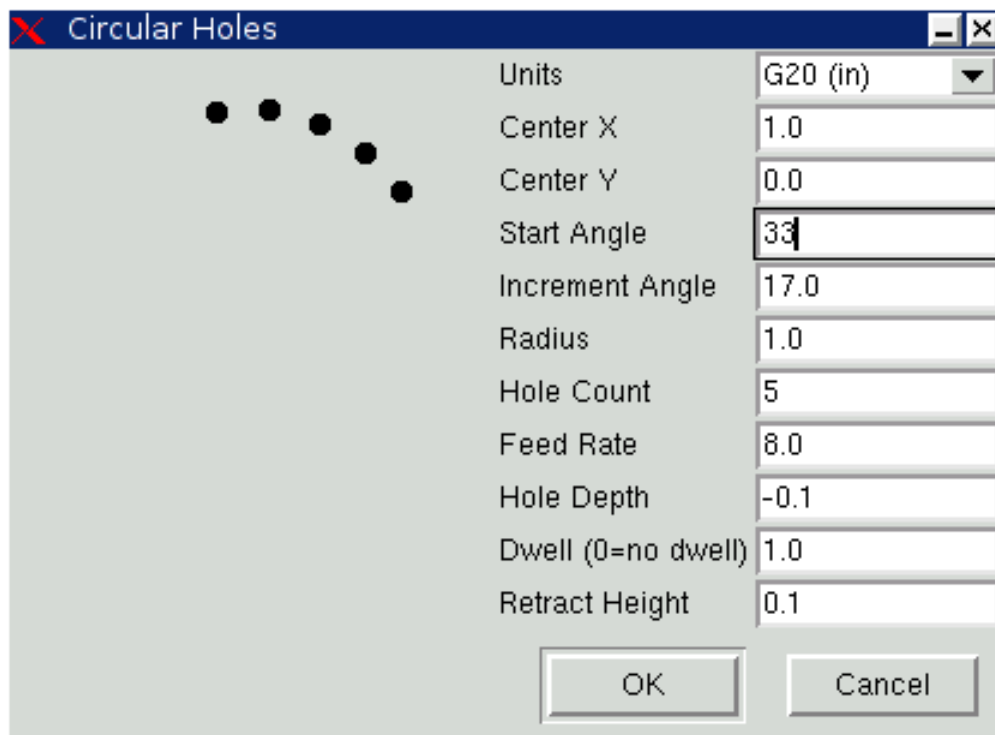 Circular Holes
Units G20 (in)
Center X 1.0
Center Y 0.0
Start Angle 33
Increment Angle 17.0
Radius 1.0
Hole Count 5
Feed Rate 8.0
Hole Depth -0.1
Dwell (0=no dwell) 1.0
Retract Height 0.1
OK Cancel